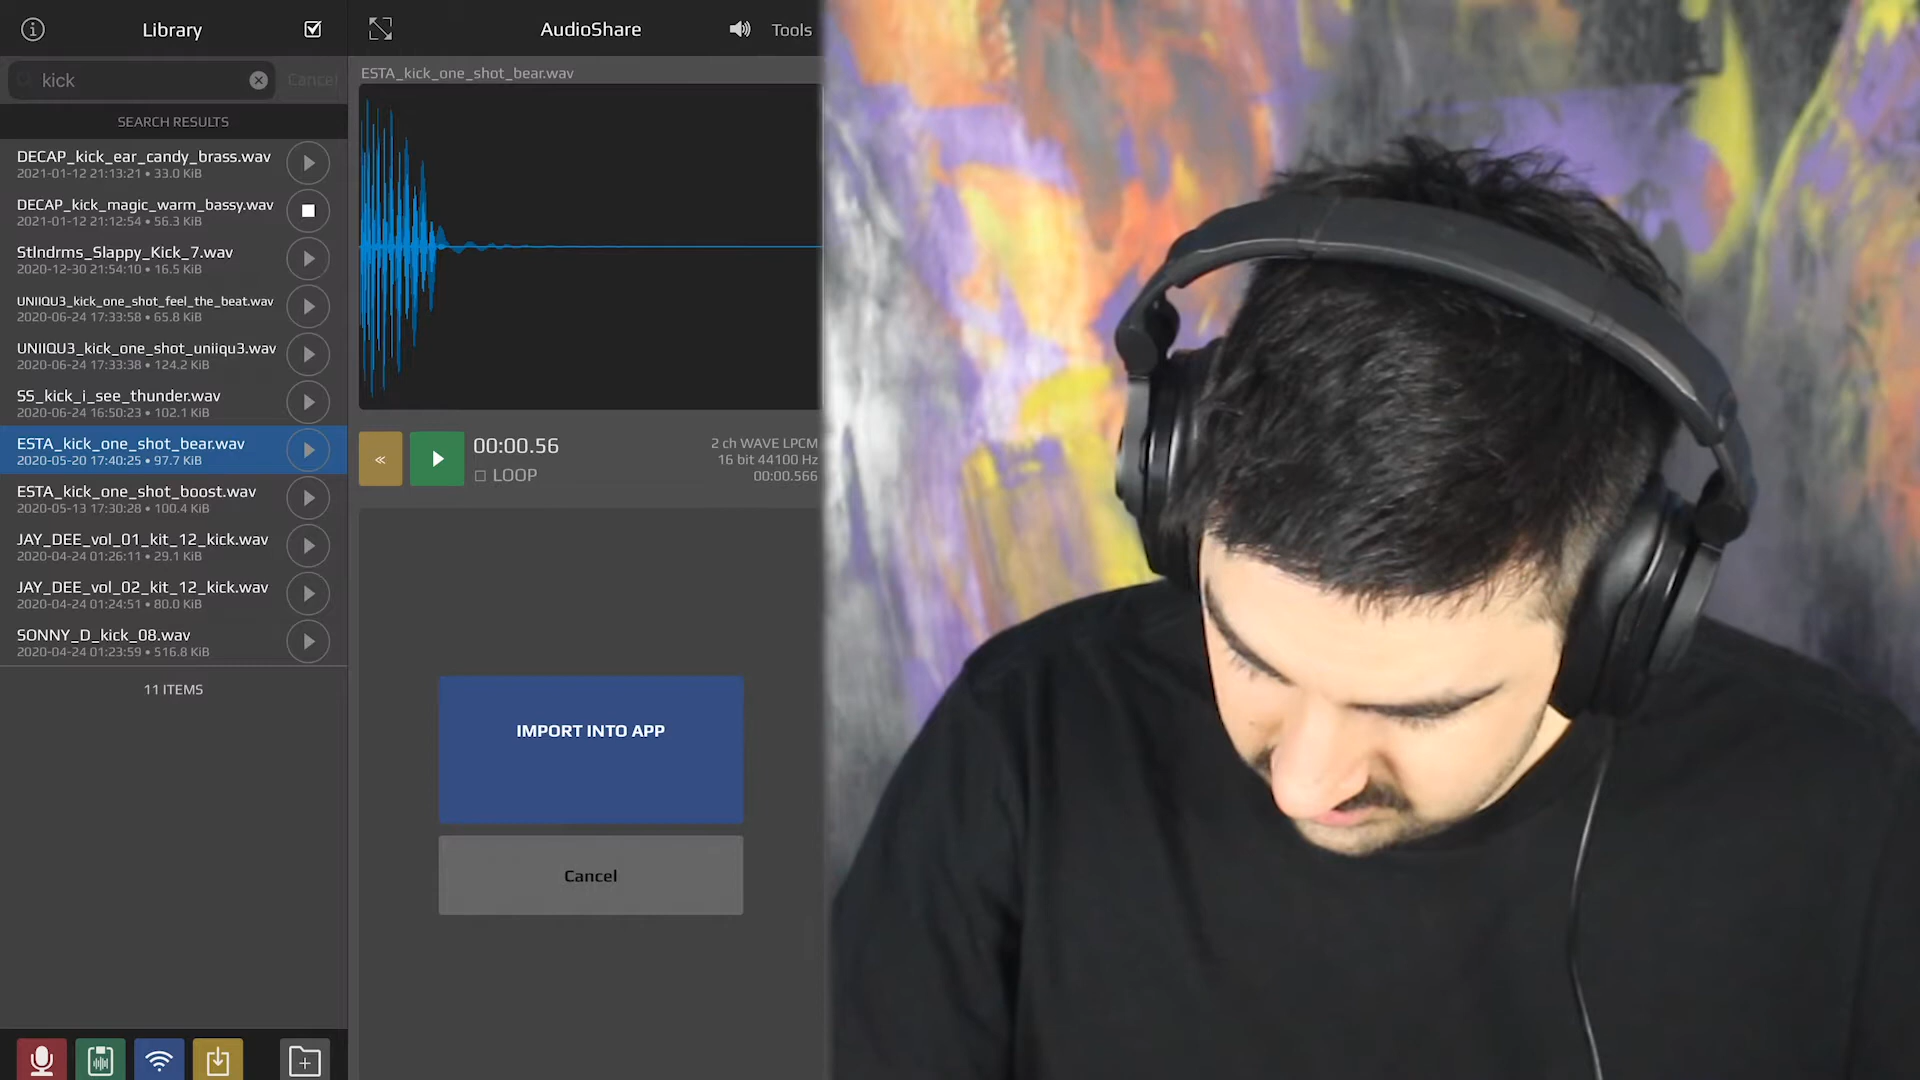 Library
AudioShare
Tools
kick
Cancel
SEARCH RESULTS
DECAP_kick_ear_candy_brass.wav
2021-01-12 21:13:21 • 33.0 KiB
DECAP_kick_magic_warm_bassy.wav
2021-01-12 21:12:54 • 56.3 KiB
Stlndrms_Slappy_Kick_7.wav
2020-12-30 21:54:10 • 16.5 KiB
UNIIQU3_kick_one_shot_feel_the_beat.wav
2020-06-24 17:33:58 • 65.8 KiB
UNIIQU3_kick_one_shot_uniiqu3.wav
2020-06-24 17:33:38 • 124.2 KiB
SS_kick_i_see_thunder.wav
2020-06-24 16:50:23 • 102.1 KiB
ESTA_kick_one_shot_bear.wav
2020-05-20 17:40:25 • 97.7 KiB
ESTA_kick_one_shot_boost.wav
2020-05-13 17:30:28 • 100.4 KiB
JAY_DEE_vol_01_kit_12_kick.wav
2020-04-24 01:26:11 • 29.1 KiB
JAY_DEE_vol_02_kit_12_kick.wav
2020-04-24 01:24:51 • 80.0 KiB
SONNY_D_kick_08.wav
2020-04-24 01:23:59 • 516.8 KiB
11 ITEMS
ESTA_kick_one_shot_bear.wav
00:00.56
LOOP
2 ch WAVE LPCM
16 bit 44100 Hz
00:00.566
IMPORT INTO APP
Cancel